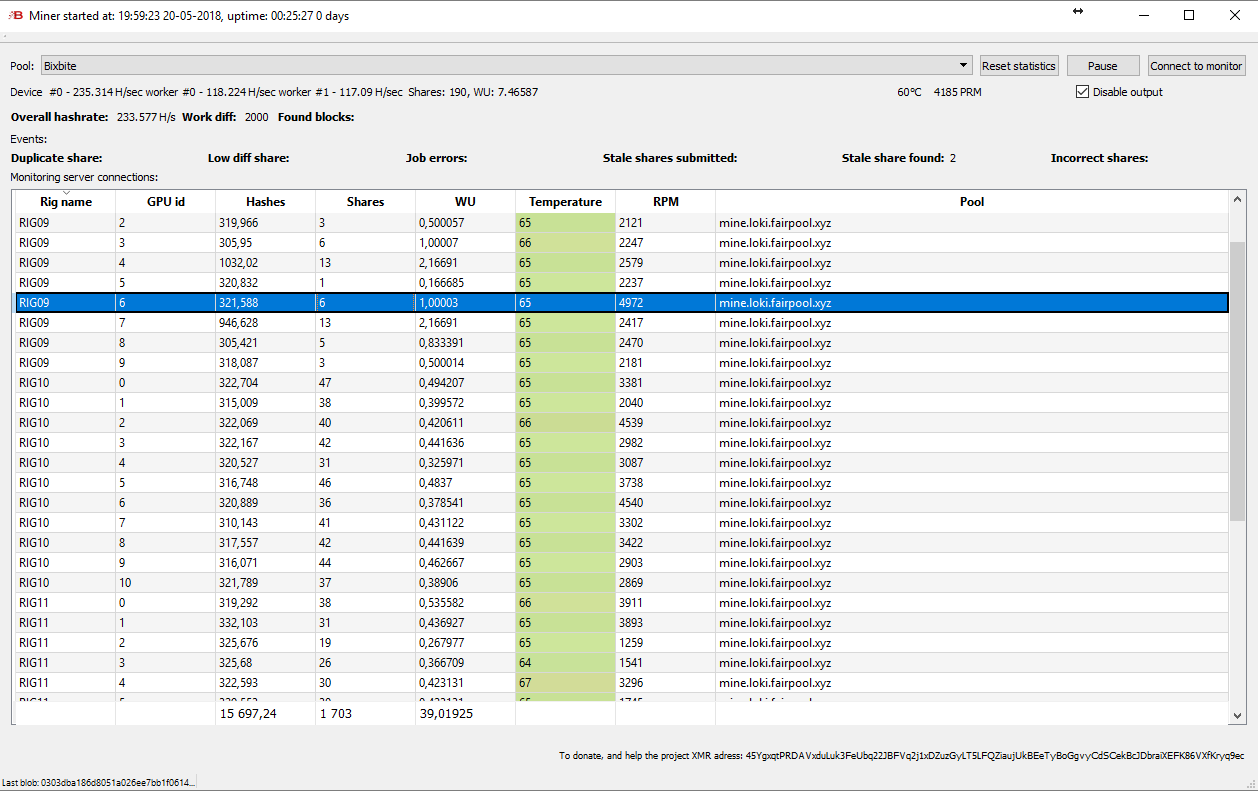 B Miner started at: 19:59:23 20-05-2018, uptime: 00:25:27 0 days
Pool: Bixbite Reset statistics Pause Connect to monitor
Device #0 - 235.314 H/sec worker #0 - 118.224 H/sec worker #1 - 117.09 H/sec Shares: 190, WU: 7.46587 60°C 4185 PRM Disable output
Overall hashrate: 233.577 H/s Work diff: 2000 Found blocks:
Events:
Duplicate share: Low diff share: Job errors: Stale shares submitted: Stale share found: 2 Incorrect shares:
Monitoring server connections:
Rig name GPU id Hashes Shares WU Temperature RPM Pool
RIG09 2 319,966 3 0,500057 65 2121 mine.loki.fairpool.xyz
RIG09 3 305,95 6 1,00007 66 2247 mine.loki.fairpool.xyz
RIG09 4 1032,02 13 2,16691 65 2579 mine.loki.fairpool.xyz
RIG09 5 320,832 1 0,166685 65 2237 mine.loki.fairpool.xyz
RIG09 6 321,588 6 1,00003 65 4972 mine.loki.fairpool.xyz
RIG09 7 946,628 13 2,16691 65 2417 mine.loki.fairpool.xyz
RIG09 8 305,421 5 0,833391 65 2470 mine.loki.fairpool.xyz
RIG09 9 318,087 3 0,500014 65 2181 mine.loki.fairpool.xyz
RIG10 0 322,704 47 0,494207 65 3381 mine.loki.fairpool.xyz
RIG10 1 315,009 38 0,399572 65 2040 mine.loki.fairpool.xyz
RIG10 2 322,069 40 0,420611 66 4539 mine.loki.fairpool.xyz
RIG10 3 322,167 42 0,441636 65 2982 mine.loki.fairpool.xyz
RIG10 4 320,527 31 0,325971 65 3087 mine.loki.fairpool.xyz
RIG10 5 316,748 46 0,4837 65 3738 mine.loki.fairpool.xyz
RIG10 6 320,889 36 0,378541 65 4540 mine.loki.fairpool.xyz
RIG10 7 310,143 41 0,431122 65 3302 mine.loki.fairpool.xyz
RIG10 8 317,557 42 0,441639 65 3422 mine.loki.fairpool.xyz
RIG10 9 316,071 44 0,462667 65 2903 mine.loki.fairpool.xyz
RIG10 10 321,789 37 0,38906 65 2869 mine.loki.fairpool.xyz
RIG11 0 319,292 38 0,535582 66 3911 mine.loki.fairpool.xyz
RIG11 1 332,103 31 0,436927 65 3893 mine.loki.fairpool.xyz
RIG11 2 325,676 19 0,267977 65 1259 mine.loki.fairpool.xyz
RIG11 3 325,68 26 0,366709 64 1541 mine.loki.fairpool.xyz
RIG11 4 322,593 30 0,423131 67 3296 mine.loki.fairpool.xyz
15 697,24 1 703 39,01925
To donate, and help the project XMR adress: 45YgxqtPRDAVxduLuk3FeUbq22JBFVq2j1xDZuzGyLT5LFQZiaujUkBEeTyBoGgvyCdSCekBcJDbraiXEFK86VXfKryq9ec
Last blob: 0303dba186d8051a026ee7bb1f0614...